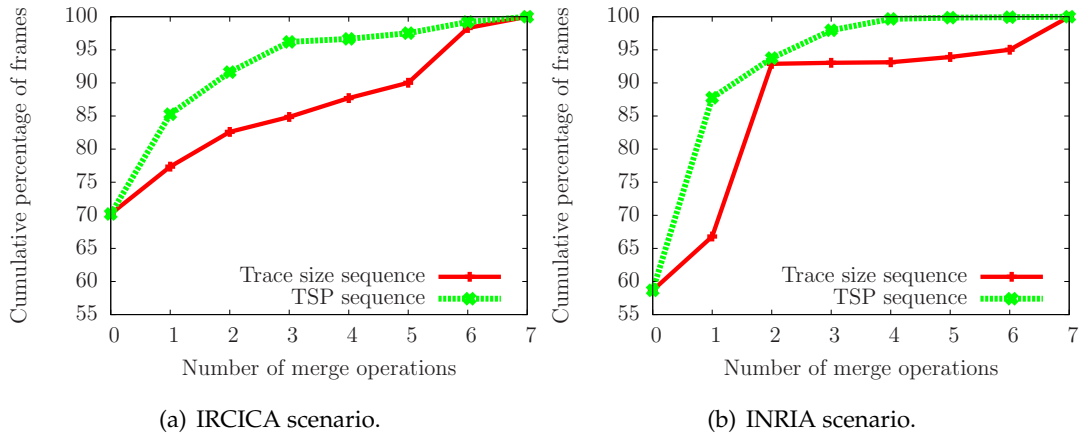 Cumulative percentage of frames
100
95
90
85
80
75
70
65
60
55
0 1 2 3 4 5 6 7
Number of merge operations
Trace size sequence
TSP sequence
(a) IRCICA scenario.
Cumulative percentage of frames
100
95
90
85
80
75
70
65
60
55
0 1 2 3 4 5 6 7
Number of merge operations
Trace size sequence
TSP sequence
(b) INRIA scenario.